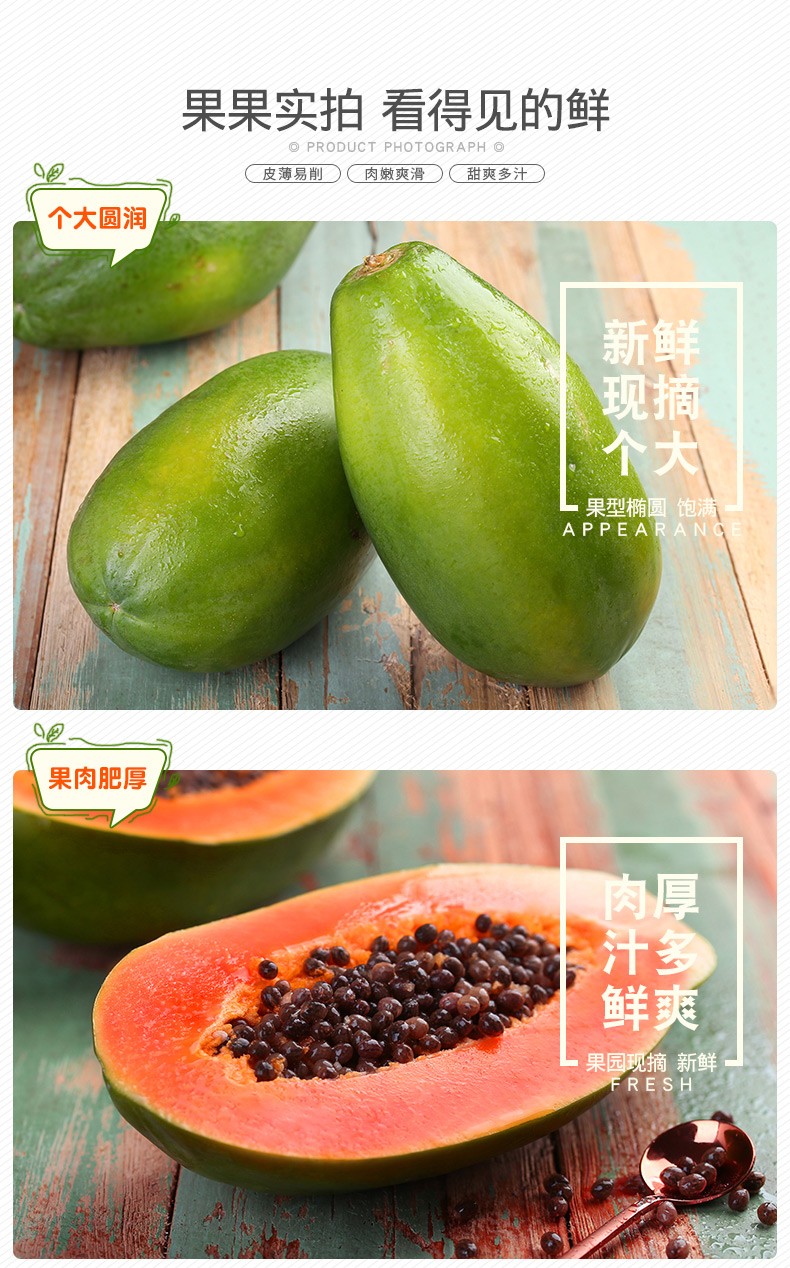 果果实拍 看得见的鲜
◎ PRODUCT PHOTOGRAPH ◎
皮薄易削 肉嫩爽滑 甜爽多汁
个大圆润
新鲜
现摘
个大
果型椭圆 饱满
APPEARANCE
果肉肥厚
肉厚
汁多
鲜爽
果园现摘 新鲜
FRESH